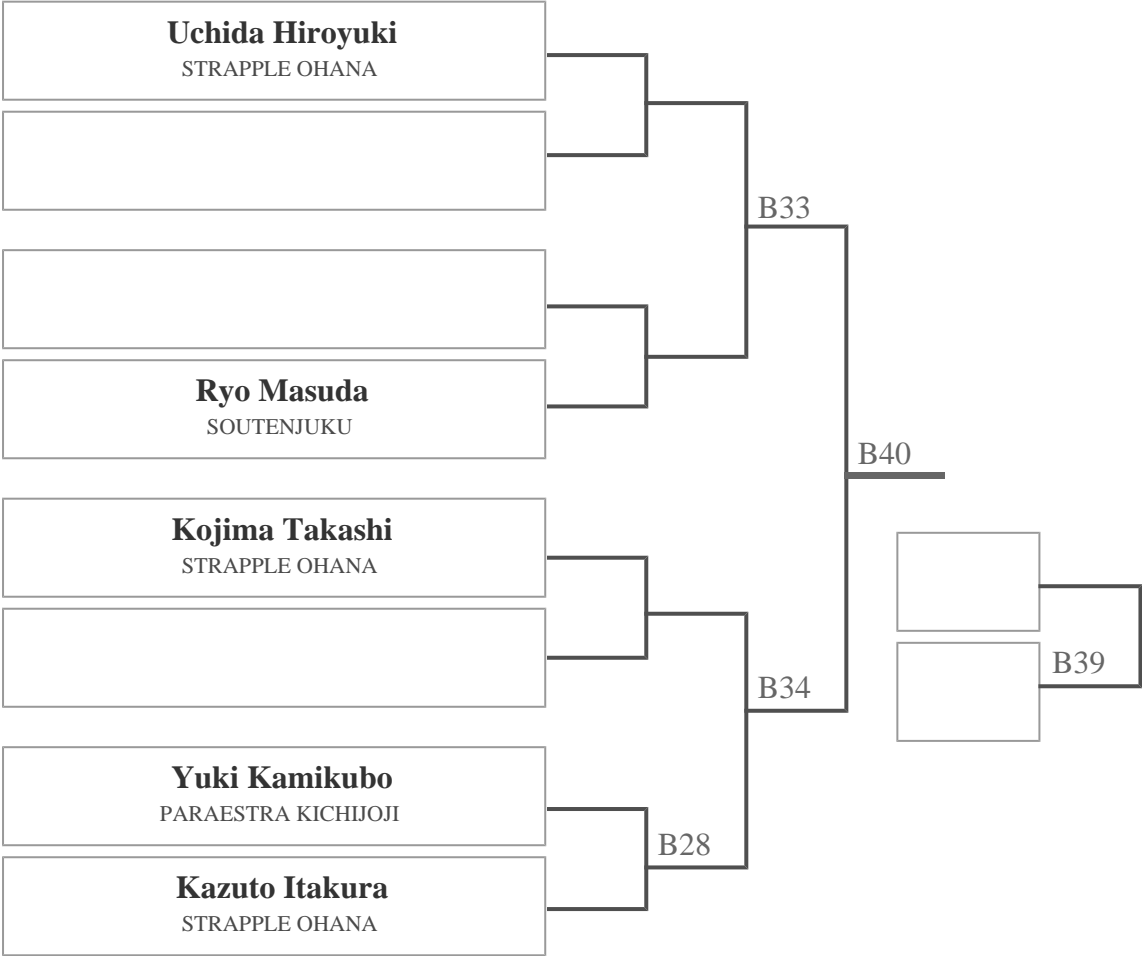 Uchida Hiroyuki
STRAPPLE OHANA
B33
Ryo Masuda
SOUTENJUKU
B40
Kojima Takashi
STRAPPLE OHANA
B39
B34
Yuki Kamikubo
PARAESTRA KICHIJOJI
B28
Kazuto Itakura
STRAPPLE OHANA